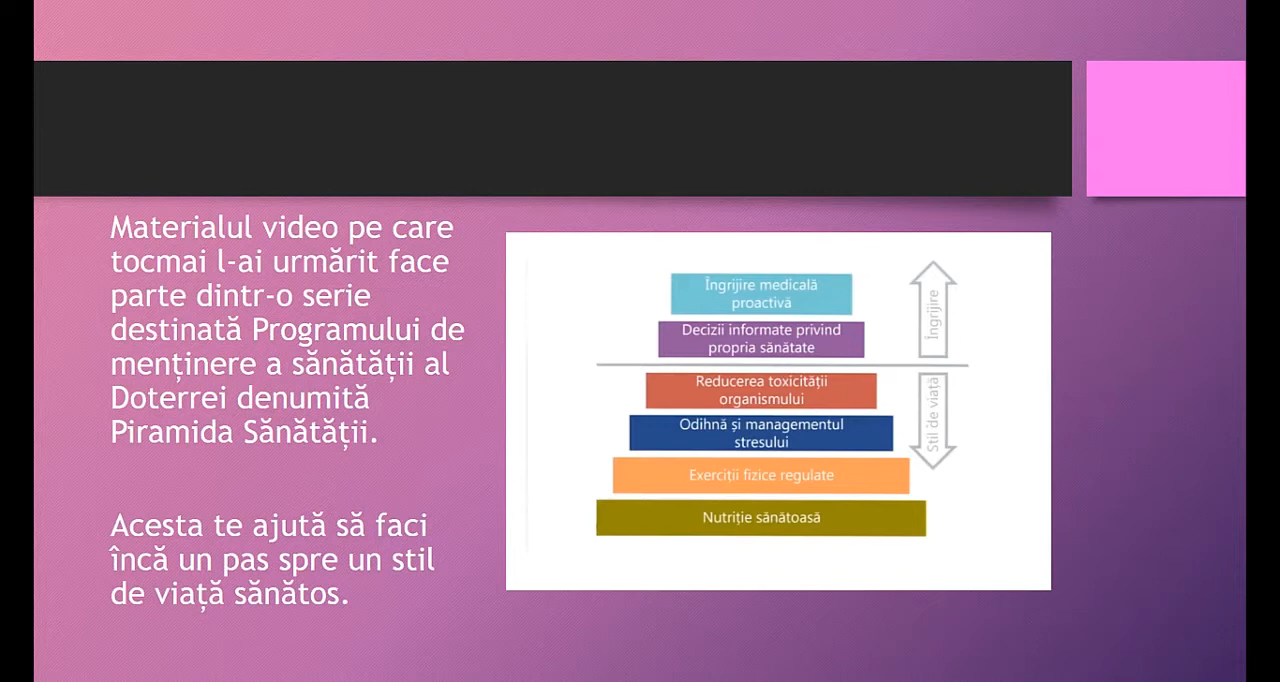 Materialul video pe care
tocmai l-ai urmărit face
parte dintr-o serie
destinată Programului de
menținere a sănătății al
Doterrei denumită
Piramida Sănătății.
Acesta te ajută să faci
încă un pas spre un stil
de viață sănătos.
Îngrijire medicală
proactivă
Decizii informate privind
propria sănătate
Reducerea toxicității
organismului
Odihnă și managementul
stresului
Exerciții fizice regulate
Nutriție sănătoasă
Îngrijire
Stil de viață